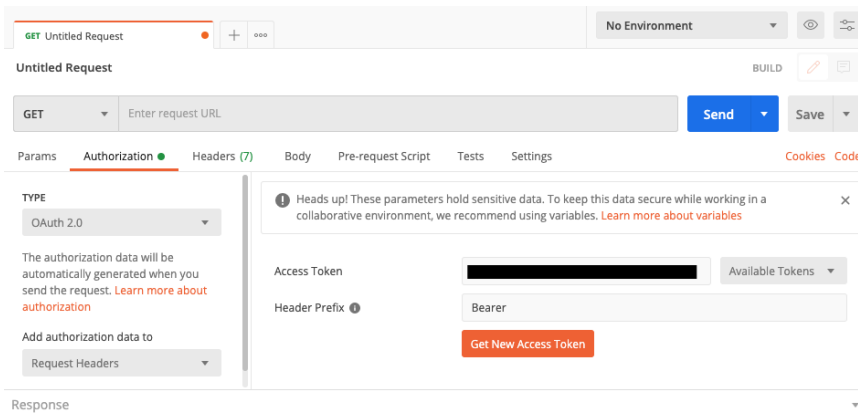 GET Untitled Request
No Environment
Untitled Request
BUILD
GET
Enter request URL
Send
Save
Params Authorization Headers (7) Body Pre-request Script Tests Settings Cookies Code
TYPE
OAuth 2.0
The authorization data will be
automatically generated when you
send the request. Learn more about
authorization
Add authorization data to
Request Headers
Heads up! These parameters hold sensitive data. To keep this data secure while working in a
collaborative environment, we recommend using variables. Learn more about variables
Access Token
Available Tokens
Header Prefix
Bearer
Get New Access Token
Response